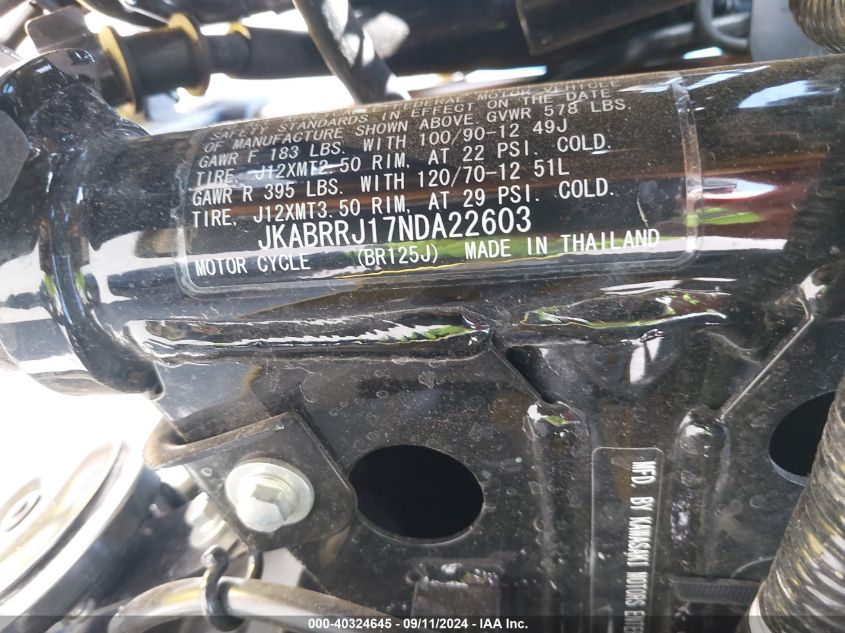 FEDERAL MOTOR VEHICLE
SAFETY STANDARDS IN EFFECT ON THE DATE
OF MANUFACTURE SHOWN ABOVE GVWR 578 LBS.
GAWR F 183 LBS. WITH 100/90-12 49J
TIRE, J12XMT2.50 RIM, AT 22 PSI. COLD.
GAWR R 395 LBS. WITH 120/70-12 51L
TIRE, J12XMT3.50 RIM, AT 29 PSI. COLD.
JKABRRJ17NDA22603
MOTOR CYCLE (BR125J) MADE IN THAILAND
MFD. BY KAWASAKI MOTORS
000-40324645 - 09/11/2024 - IAA Inc.